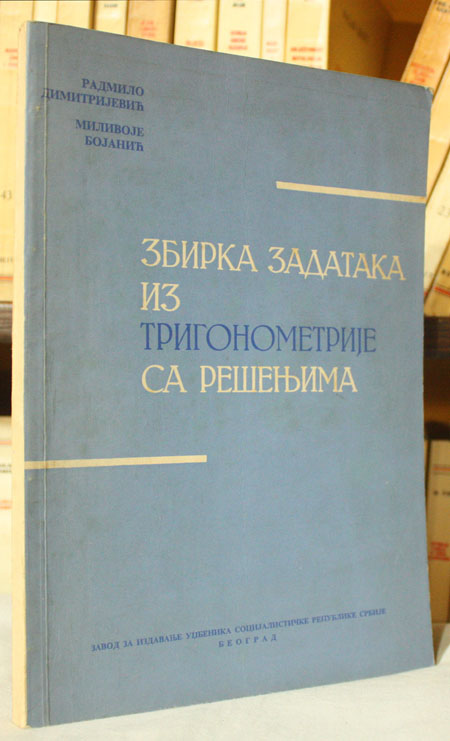 РАДМИЛО
ДИМИТРИЈЕВИЋ
МИЛИВОЈЕ
БОЈАНИЋ
ЗБИРКА ЗАДАТАКА
ИЗ
ТРИГОНОМЕТРИЈЕ
СА РЕШЕЊИМА
ЗАВОД ЗА ИЗДАВАЊЕ УЏБЕНИКА СОЦИЈАЛИСТИЧКЕ РЕПУБЛИКЕ СРБИЈЕ
БЕОГРАД